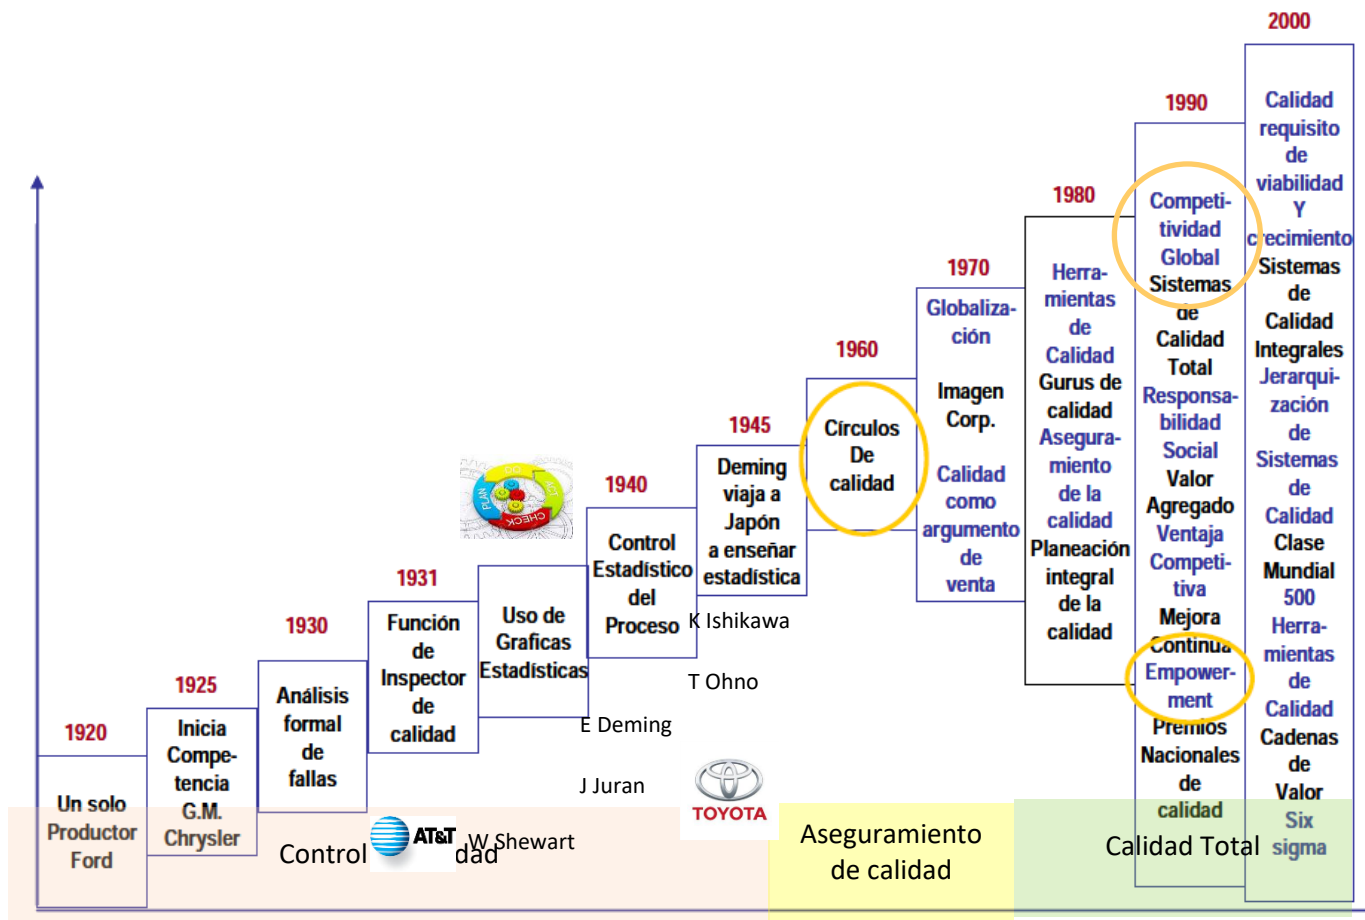 1920
Un solo
Productor
Ford
1925
Inicia
Compe-
tencia
G.M.
Chrysler
1930
Análisis
formal
de
fallas
1931
Función
de
Inspector
de
calidad
Uso de
Graficas
Estadísticas
PLAN
DO
ACT
CHECK
1940
Control
Estadístico
del
Proceso
1945
Deming
viaja a
Japón
a enseñar
estadística
1960
Círculos
De
calidad
1970
Globaliza-
ción
Imagen
Corp.
Calidad
como
argumento
de
venta
1980
Herra-
mientas
de
Calidad
Gurus de
calidad
Asegura-
miento
de la
calidad
Planeación
integral
de la
calidad
1990
Competi-
tividad
Global
Sistemas
de
Calidad
Total
Responsa-
bilidad
Social
Valor
Agregado
Ventaja
Competi-
tiva
Mejora
Continua
Empower-
ment
Premios
Nacionales
de
calidad
2000
Calidad
requisito
de
viabilidad
Y
crecimiento
Sistemas
de
Calidad
Integrales
Jerarqui-
zación
de
Sistemas
de
Calidad
Clase
Mundial
500
Herra-
mientas
de
Calidad
Cadenas
de
Valor
Six
sigma
K Ishikawa
T Ohno
E Deming
J Juran
W Shewart
AT&T
TOYOTA
Control dad
Aseguramiento
de calidad
Calidad Total